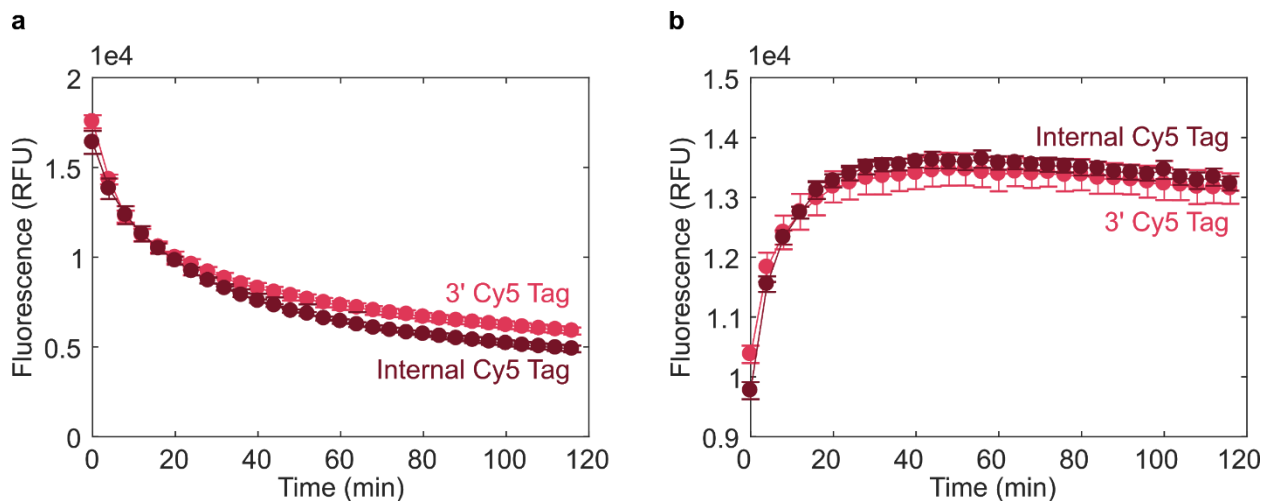 a
1e4
2
1.5
1
0.5
0
Fluorescence (RFU)
3' Cy5 Tag
Internal Cy5 Tag
0 20 40 60 80 100 120
Time (min)
b
1e4
1.5
1.4
1.3
1.2
1.1
1
0.9
Fluorescence (RFU)
Internal Cy5 Tag
3' Cy5 Tag
0 20 40 60 80 100 120
Time (min)